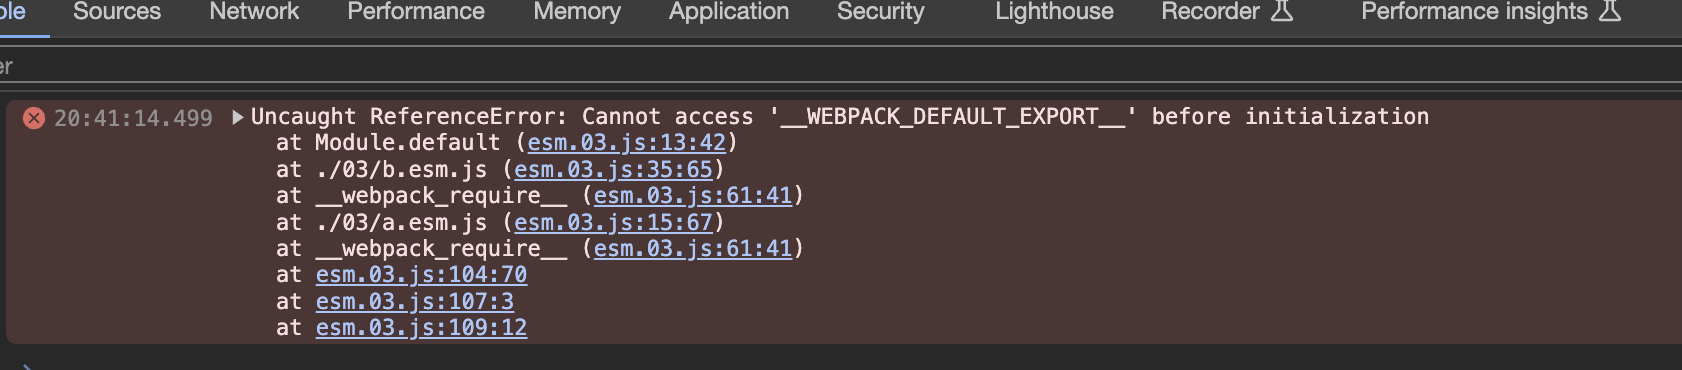 ole Sources Network Performance Memory Application Security Lighthouse Recorder Performance insights
er
20:41:14.499 ▶Uncaught ReferenceError: Cannot access '__WEBPACK_DEFAULT_EXPORT__' before initialization
at Module.default (esm.03.js:13:42)
at ./03/b.esm.js (esm.03.js:35:65)
at __webpack_require__ (esm.03.js:61:41)
at ./03/a.esm.js (esm.03.js:15:67)
at __webpack_require__ (esm.03.js:61:41)
at esm.03.js:104:70
at esm.03.js:107:3
at esm.03.js:109:12